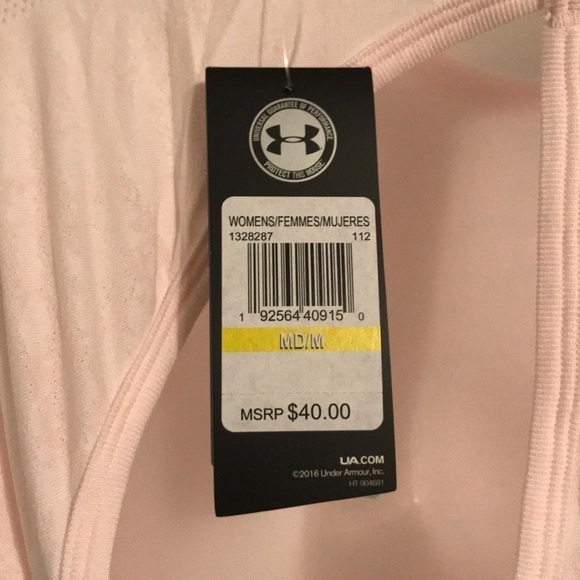 UNIVERSAL GUARANTEE OF PERFORMANCE
PROTECT THIS HOUSE.
WOMENS/FEMMES/MUJERES
1328287 112
1 92564 40915 0
MD/M
MSRP $40.00
UA.COM
©2016 Under Armour, Inc.
HT-904681